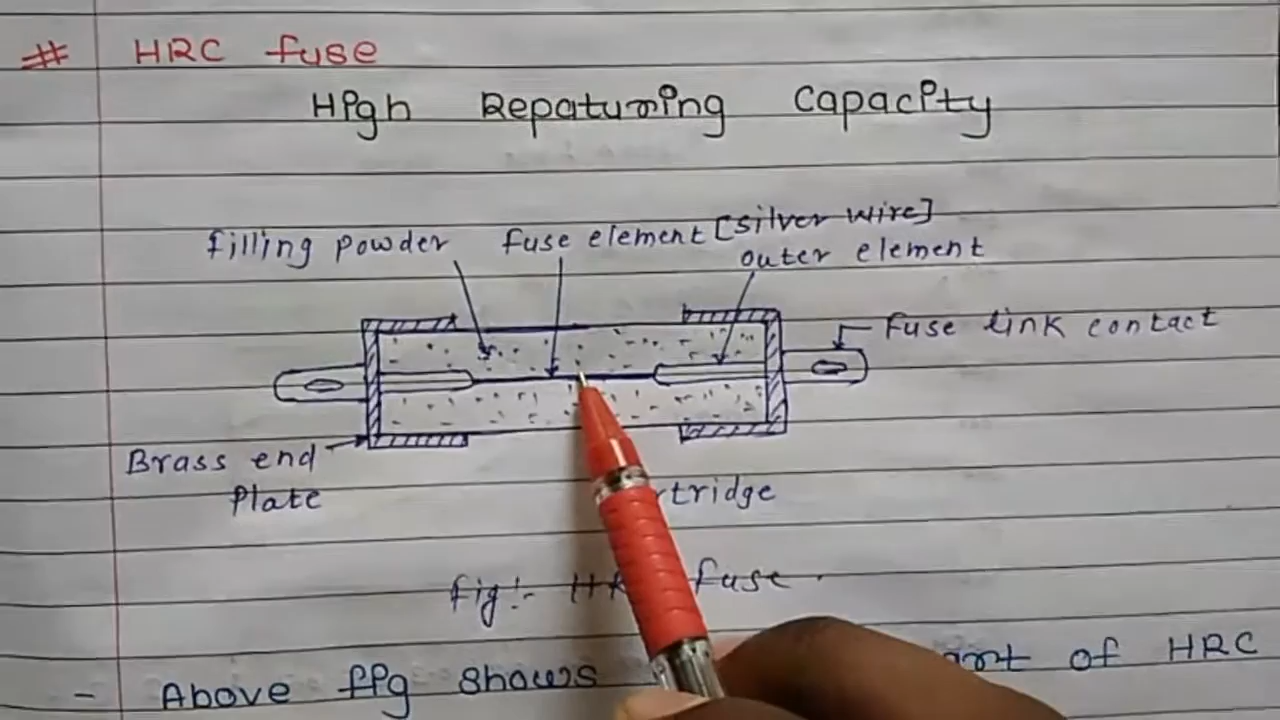 # HRC fuse
High Repaturing Capacity
filling powder fuse element [silver wire]
outer element
fuse link contact
Brass end
Plate
fig:- fuse.
- Above fig shows of HRC